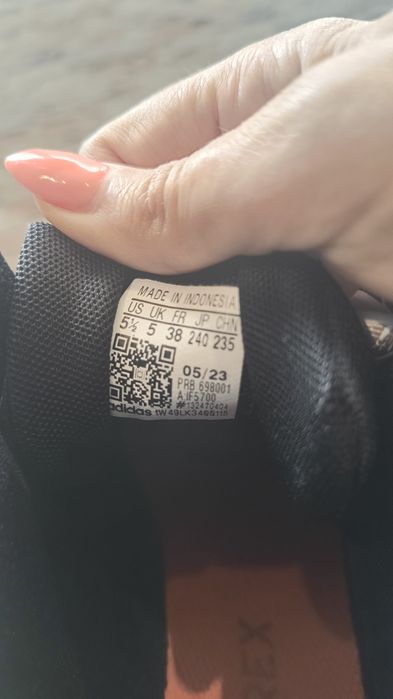 MADE IN INDONESIA
US UK FR JP CHN
5½ 5 38 240 235
05/23
PRB 698001
A:IF5700
#132470404
adidas